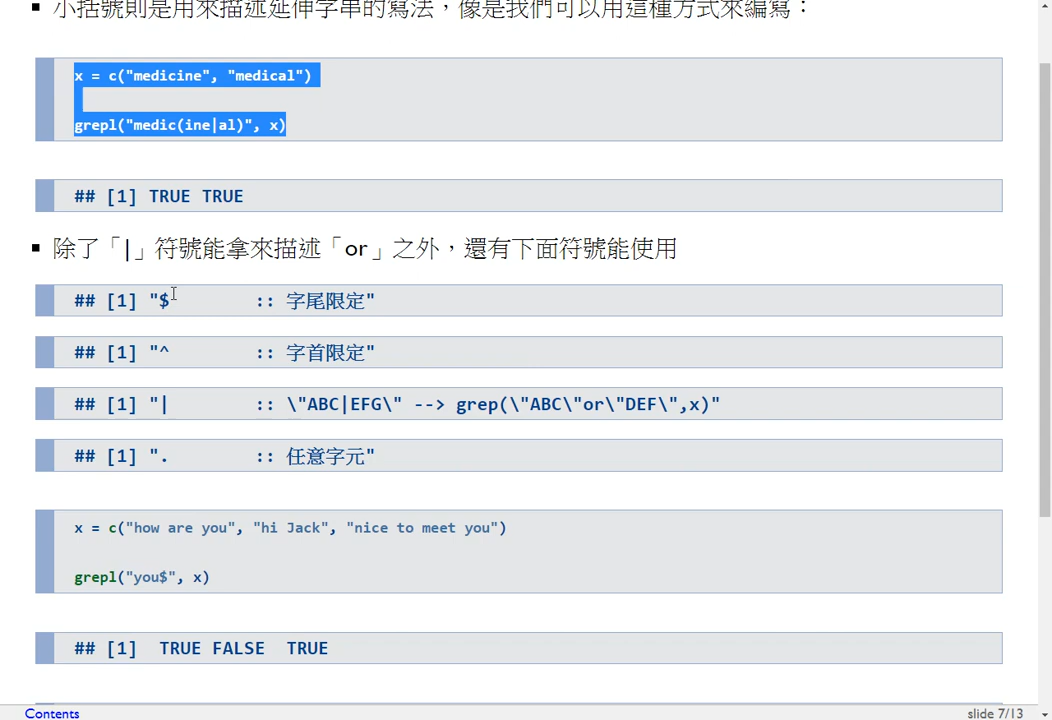 小括號則是用來描述延伸字串的寫法，像是我們可以用這種方式來編寫：
x = c("medicine", "medical")
grepl("medic(ine|al)", x)
## [1] TRUE TRUE
除了「|」符號能拿來描述「or」之外，還有下面符號能使用
## [1] "$        :: 字尾限定"
## [1] "^        :: 字首限定"
## [1] "|        :: \"ABC|EFG\" --> grep(\"ABC\"or\"DEF\",x)"
## [1] ".        :: 任意字元"
x = c("how are you", "hi Jack", "nice to meet you")
grepl("you$", x)
## [1]  TRUE FALSE  TRUE
Contents
slide 7/13